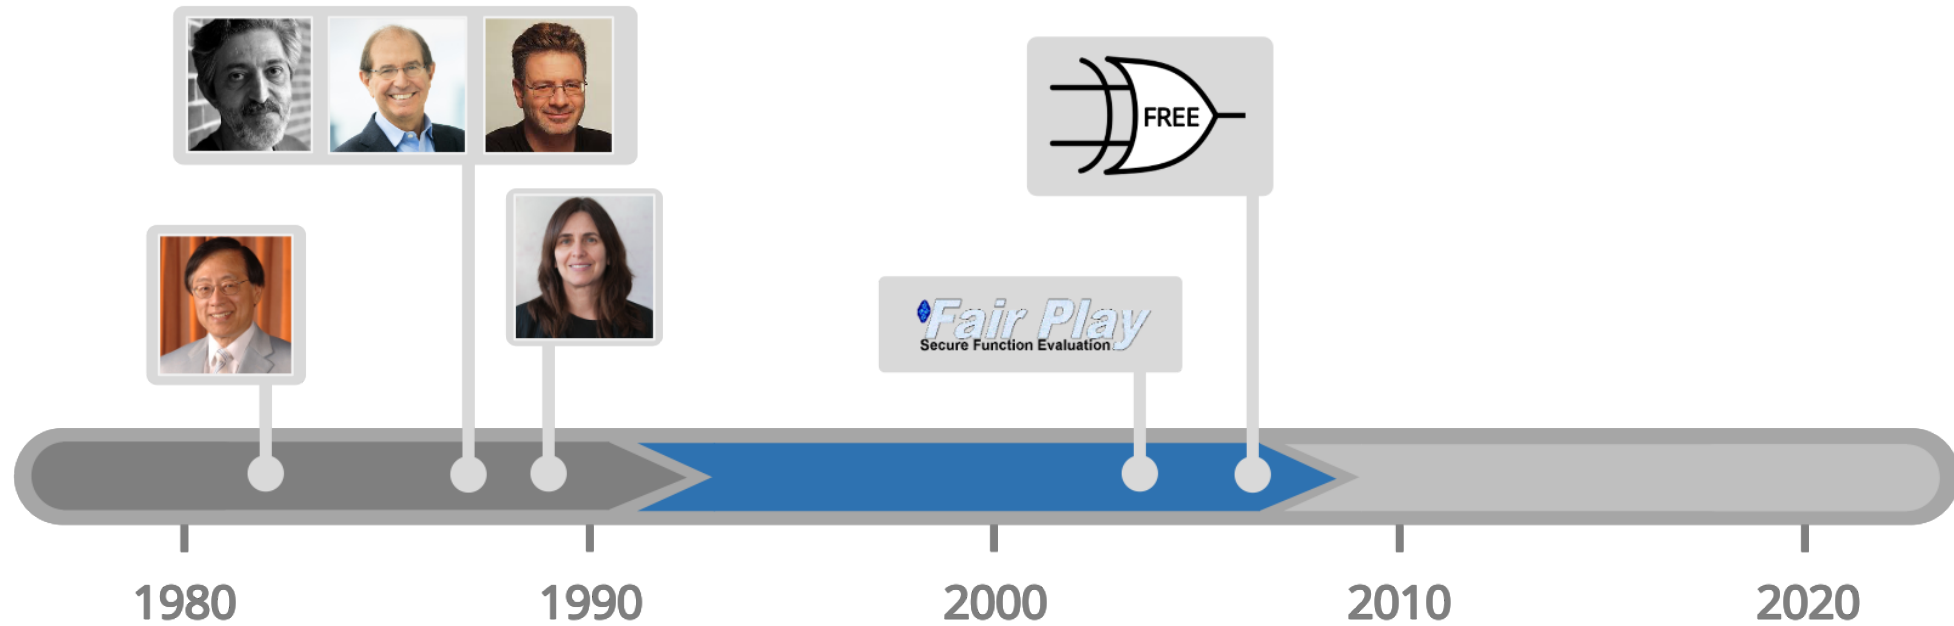 FREE
Fair Play
Secure Function Evaluation
1980
1990
2000
2010
2020